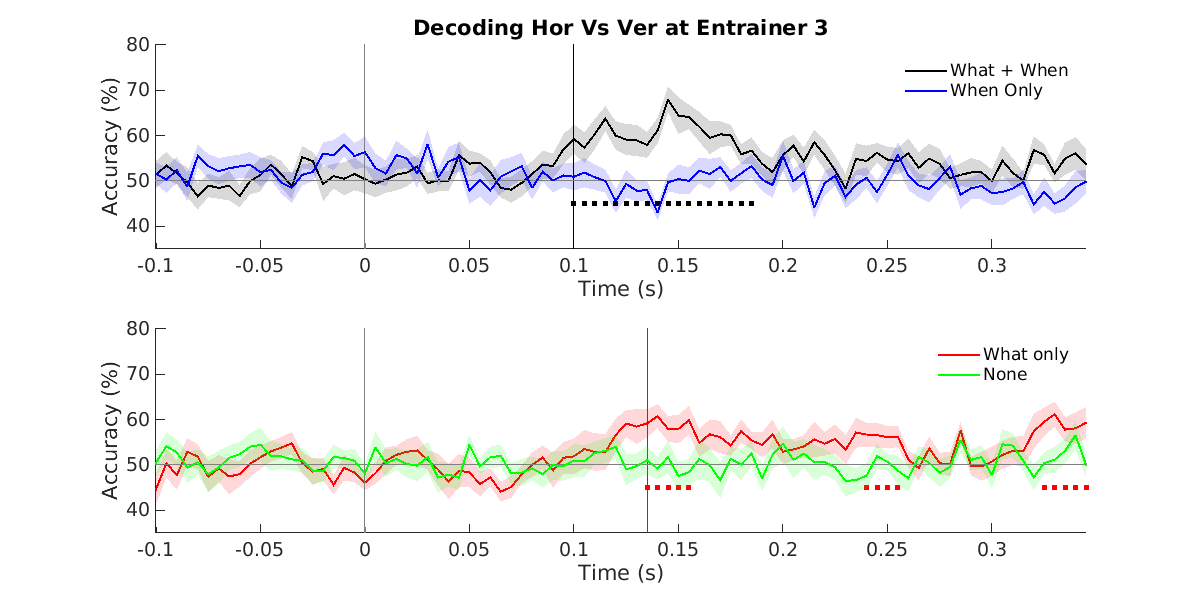 Decoding Hor Vs Ver at Entrainer 3
80
70
60
50
40
Accuracy (%)
What + When
When Only
-0.1 -0.05 0 0.05 0.1 0.15 0.2 0.25 0.3
Time (s)
80
70
60
50
40
Accuracy (%)
What only
None
-0.1 -0.05 0 0.05 0.1 0.15 0.2 0.25 0.3
Time (s)